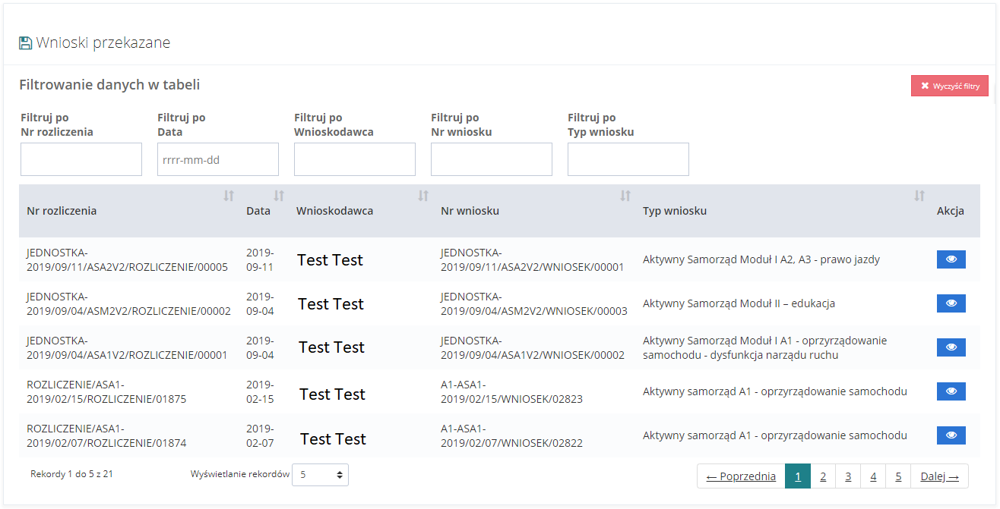 Wnioski przekazane
Filtrowanie danych w tabeli
Wyczyść filtry
Filtruj po
Nr rozliczenia
Filtruj po
Data
Filtruj po
Wnioskodawca
Filtruj po
Nr wniosku
Filtruj po
Typ wniosku
rrrr-mm-dd
Nr rozliczenia Data Wnioskodawca Nr wniosku Typ wniosku Akcja
JEDNOSTKA-
2019/09/11/ASA2V2/ROZLICZENIE/00005
2019-
09-11
Test Test
JEDNOSTKA-
2019/09/11/ASA2V2/WNIOSEK/00001
Aktywny Samorząd Moduł I A2, A3 - prawo jazdy
JEDNOSTKA-
2019/09/04/ASM2V2/ROZLICZENIE/00002
2019-
09-04
Test Test
JEDNOSTKA-
2019/09/04/ASM2V2/WNIOSEK/00003
Aktywny Samorząd Moduł II – edukacja
JEDNOSTKA-
2019/09/04/ASA1V2/ROZLICZENIE/00001
2019-
09-04
Test Test
JEDNOSTKA-
2019/09/04/ASA1V2/WNIOSEK/00002
Aktywny Samorząd Moduł I A1 - oprzyrządowanie
samochodu - dysfunkcja narządu ruchu
ROZLICZENIE/ASA1-
2019/02/15/ROZLICZENIE/01875
2019-
02-15
Test Test
A1-ASA1-
2019/02/15/WNIOSEK/02823
Aktywny samorząd A1 - oprzyrządowanie samochodu
ROZLICZENIE/ASA1-
2019/02/07/ROZLICZENIE/01874
2019-
02-07
Test Test
A1-ASA1-
2019/02/07/WNIOSEK/02822
Aktywny samorząd A1 - oprzyrządowanie samochodu
Rekordy 1 do 5 z 21 Wyświetlanie rekordów 5 ← Poprzednia 1 2 3 4 5 Dalej →